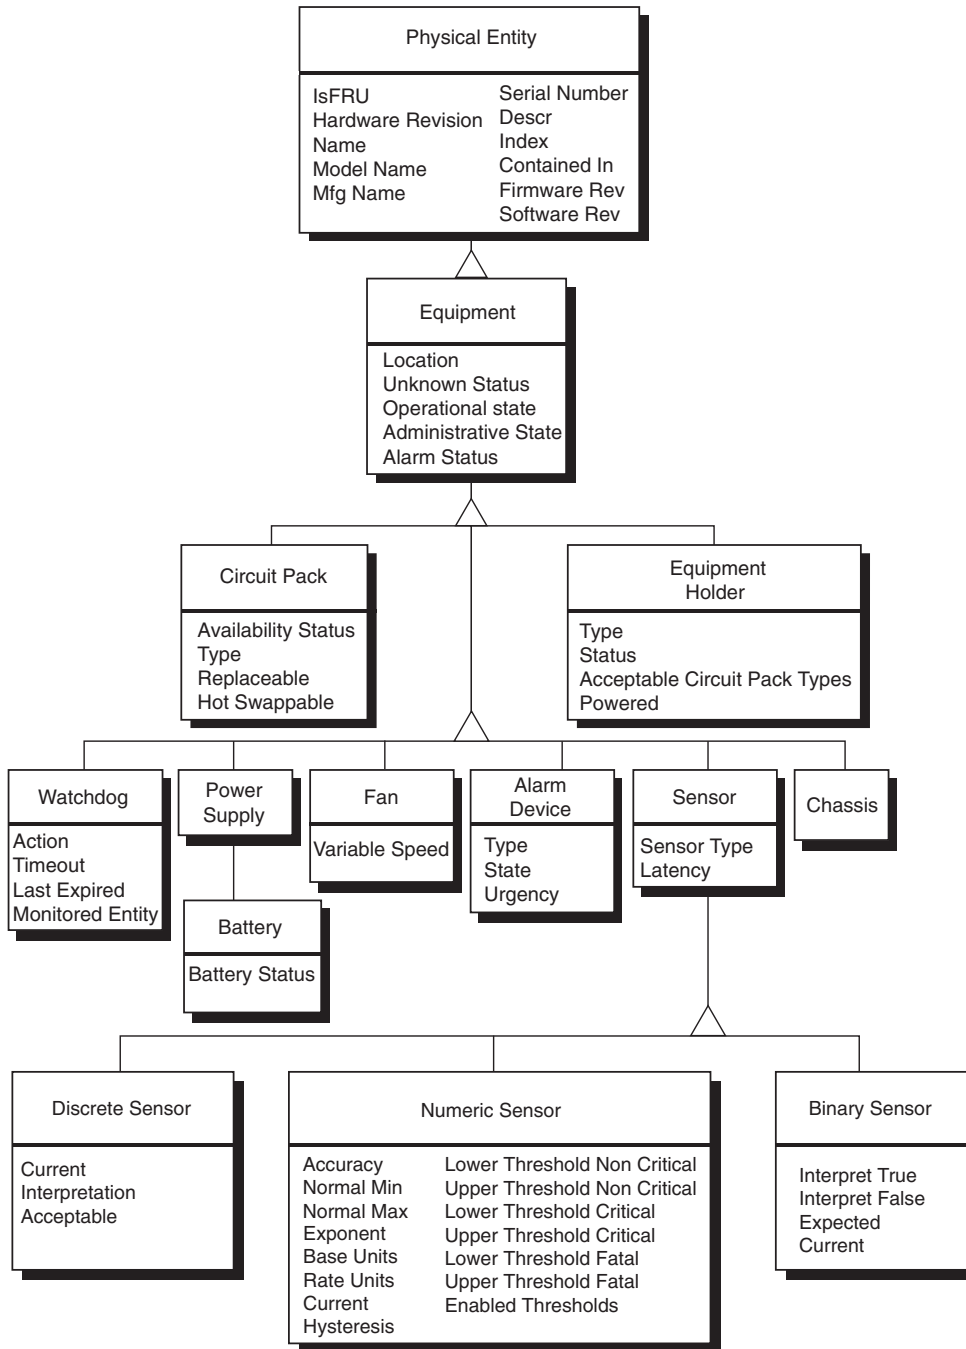 Physical Entity
IsFRU
Hardware Revision
Name
Model Name
Mfg Name
Serial Number
Descr
Index
Contained In
Firmware Rev
Software Rev
Equipment
Location
Unknown Status
Operational state
Administrative State
Alarm Status
Circuit Pack
Availability Status
Type
Replaceable
Hot Swappable
Equipment
Holder
Type
Status
Acceptable Circuit Pack Types
Powered
Watchdog
Action
Timeout
Last Expired
Monitored Entity
Power
Supply
Battery
Battery Status
Fan
Variable Speed
Alarm
Device
Type
State
Urgency
Sensor
Sensor Type
Latency
Chassis
Discrete Sensor
Current
Interpretation
Acceptable
Numeric Sensor
Accuracy
Normal Min
Normal Max
Exponent
Base Units
Rate Units
Current
Hysteresis
Lower Threshold Non Critical
Upper Threshold Non Critical
Lower Threshold Critical
Upper Threshold Critical
Lower Threshold Fatal
Upper Threshold Fatal
Enabled Thresholds
Binary Sensor
Interpret True
Interpret False
Expected
Current